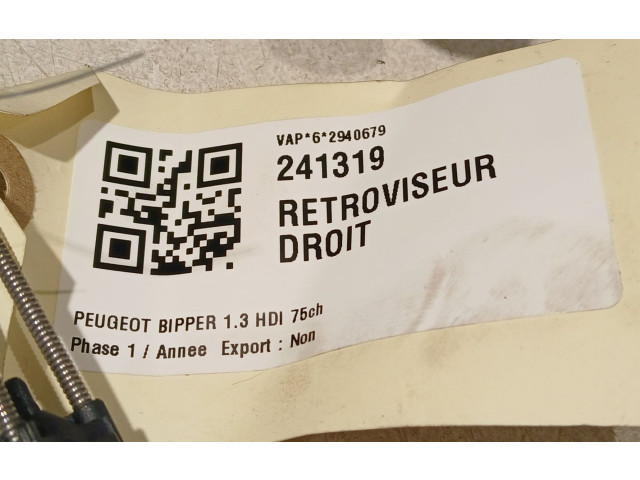 VAP*6*2940679
241319
RETROVISEUR
DROIT
PEUGEOT BIPPER 1.3 HDI 75ch
Phase 1 / Annee Export : Non